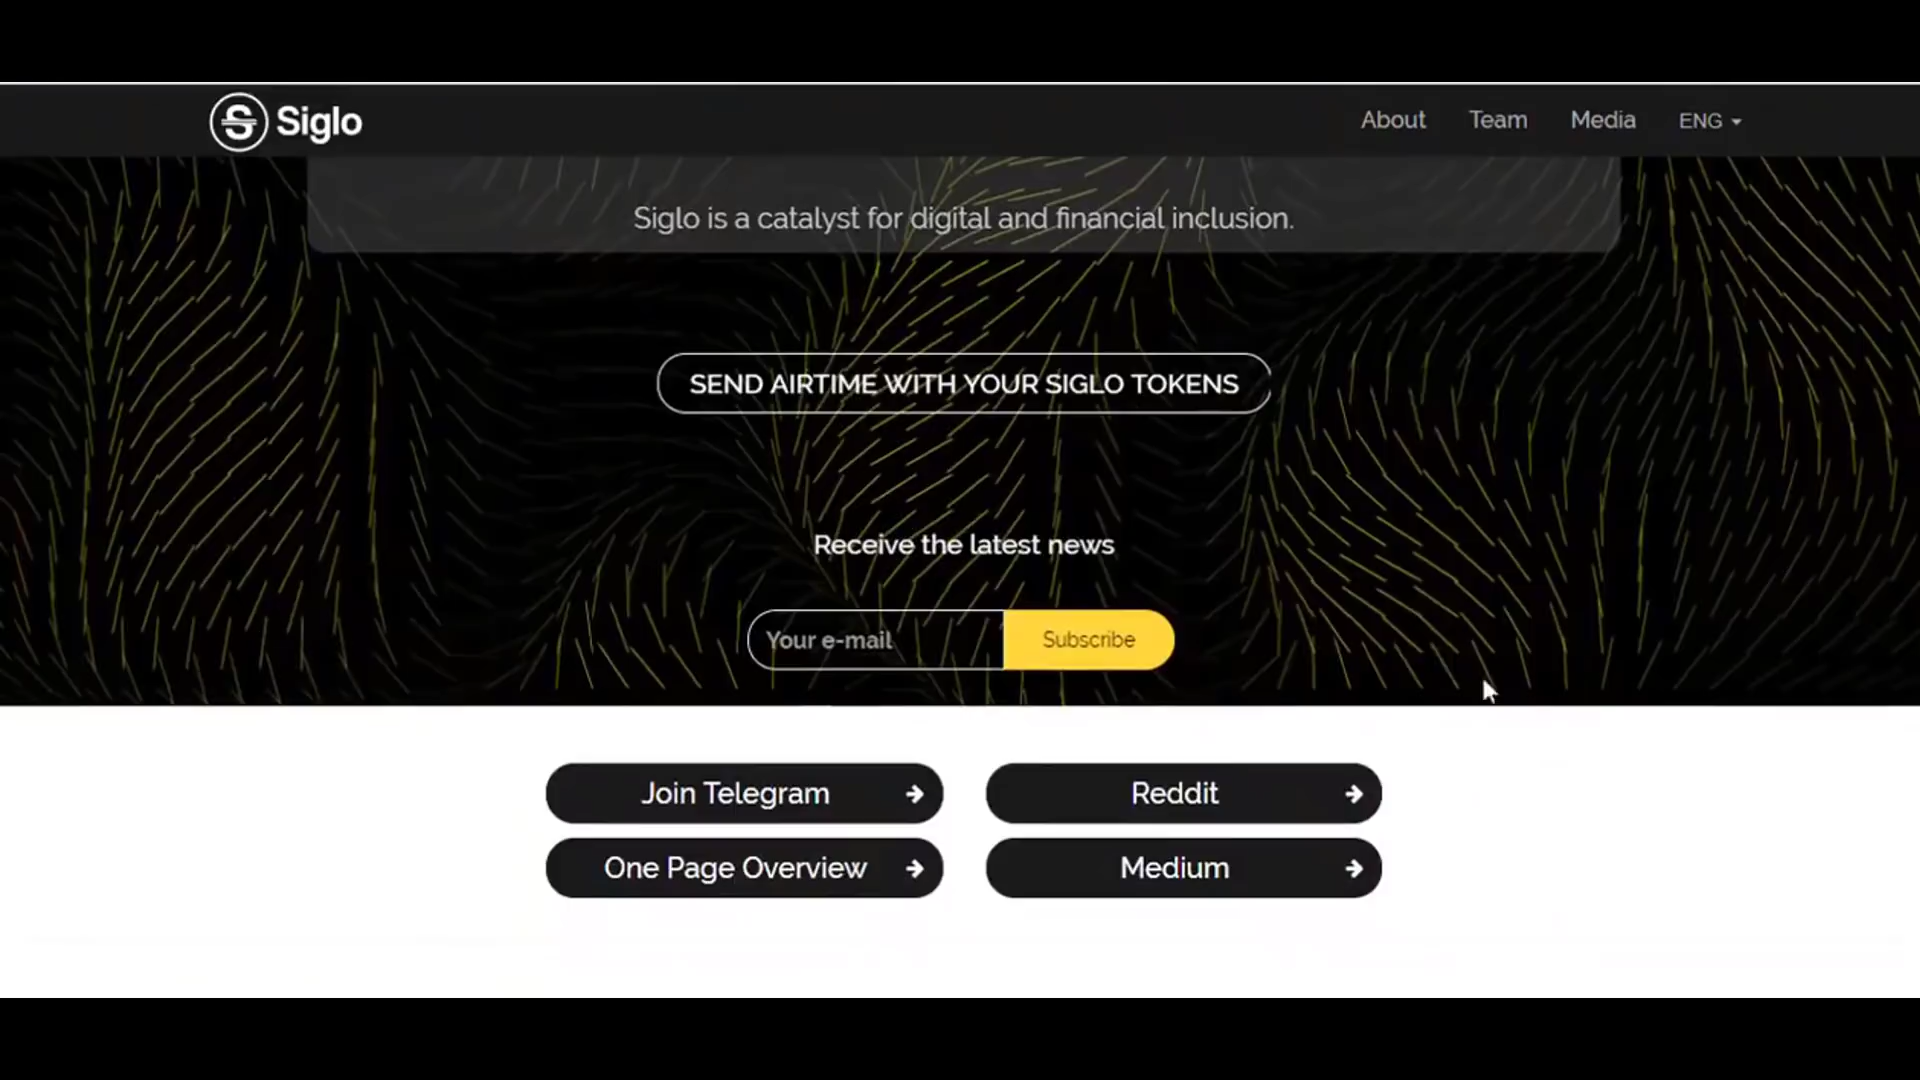 Siglo
About Team Media ENG
Siglo is a catalyst for digital and financial inclusion.
SEND AIRTIME WITH YOUR SIGLO TOKENS
Receive the latest news
Your e-mail Subscribe
Join Telegram Reddit
One Page Overview Medium